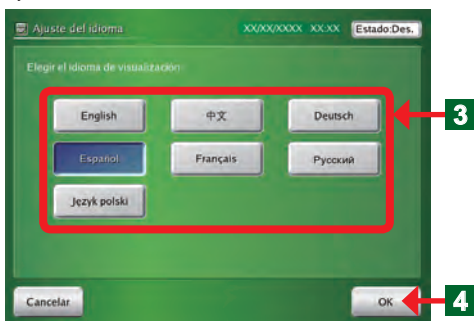 Ajuste del idioma XX/XX/XXXX XX:XX Estado:Des.
Elegir el idioma de visualización:
English 中文 Deutsch
3
Español Français Русский
Język polski
Cancelar OK
4